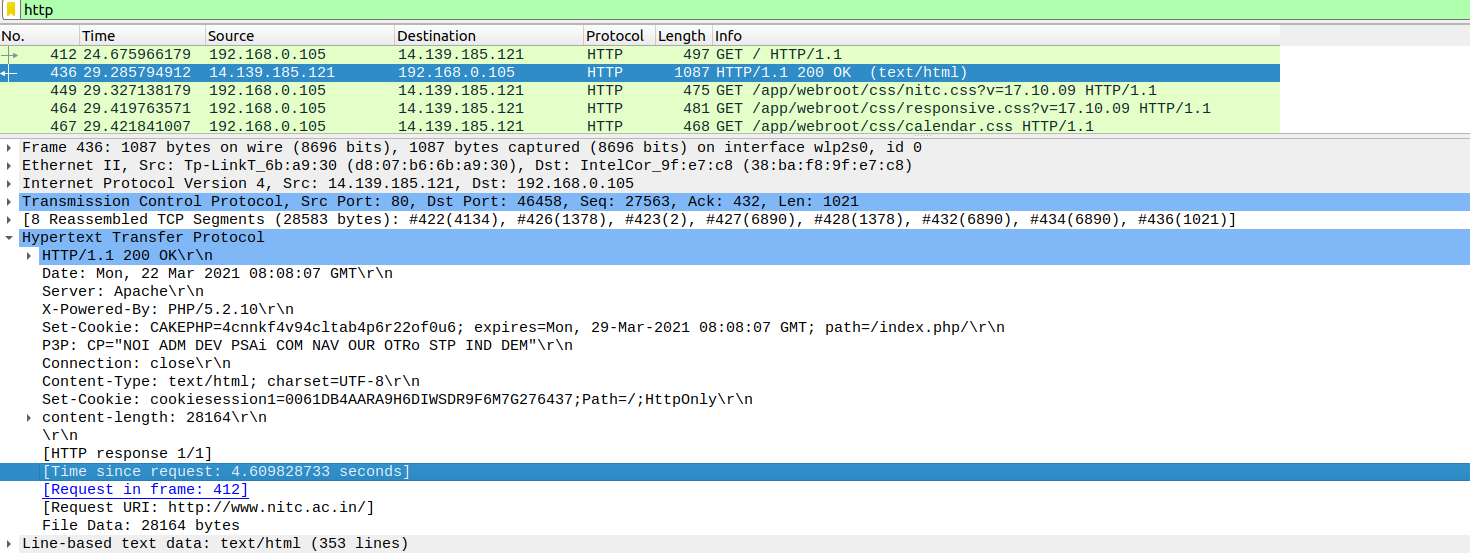 http
No. Time Source Destination Protocol Length Info
412 24.675966179 192.168.0.105 14.139.185.121 HTTP 497 GET / HTTP/1.1
436 29.285794912 14.139.185.121 192.168.0.105 HTTP 1087 HTTP/1.1 200 OK  (text/html)
449 29.327138179 192.168.0.105 14.139.185.121 HTTP 475 GET /app/webroot/css/nitc.css?v=17.10.09 HTTP/1.1
464 29.419763571 192.168.0.105 14.139.185.121 HTTP 481 GET /app/webroot/css/responsive.css?v=17.10.09 HTTP/1.1
467 29.421841007 192.168.0.105 14.139.185.121 HTTP 468 GET /app/webroot/css/calendar.css HTTP/1.1
Frame 436: 1087 bytes on wire (8696 bits), 1087 bytes captured (8696 bits) on interface wlp2s0, id 0
Ethernet II, Src: Tp-LinkT_6b:a9:30 (d8:07:b6:6b:a9:30), Dst: IntelCor_9f:e7:c8 (38:ba:f8:9f:e7:c8)
Internet Protocol Version 4, Src: 14.139.185.121, Dst: 192.168.0.105
Transmission Control Protocol, Src Port: 80, Dst Port: 46458, Seq: 27563, Ack: 432, Len: 1021
[8 Reassembled TCP Segments (28583 bytes): #422(4134), #426(1378), #423(2), #427(6890), #428(1378), #432(6890), #434(6890), #436(1021)]
Hypertext Transfer Protocol
HTTP/1.1 200 OK\r\n
Date: Mon, 22 Mar 2021 08:08:07 GMT\r\n
Server: Apache\r\n
X-Powered-By: PHP/5.2.10\r\n
Set-Cookie: CAKEPHP=4cnnkf4v94cltab4p6r22of0u6; expires=Mon, 29-Mar-2021 08:08:07 GMT; path=/index.php/\r\n
P3P: CP="NOI ADM DEV PSAi COM NAV OUR OTRo STP IND DEM"\r\n
Connection: close\r\n
Content-Type: text/html; charset=UTF-8\r\n
Set-Cookie: cookiesession1=0061DB4AARA9H6DIWSDR9F6M7G276437;Path=/;HttpOnly\r\n
content-length: 28164\r\n
\r\n
[HTTP response 1/1]
[Time since request: 4.609828733 seconds]
[Request in frame: 412]
[Request URI: http://www.nitc.ac.in/]
File Data: 28164 bytes
Line-based text data: text/html (353 lines)